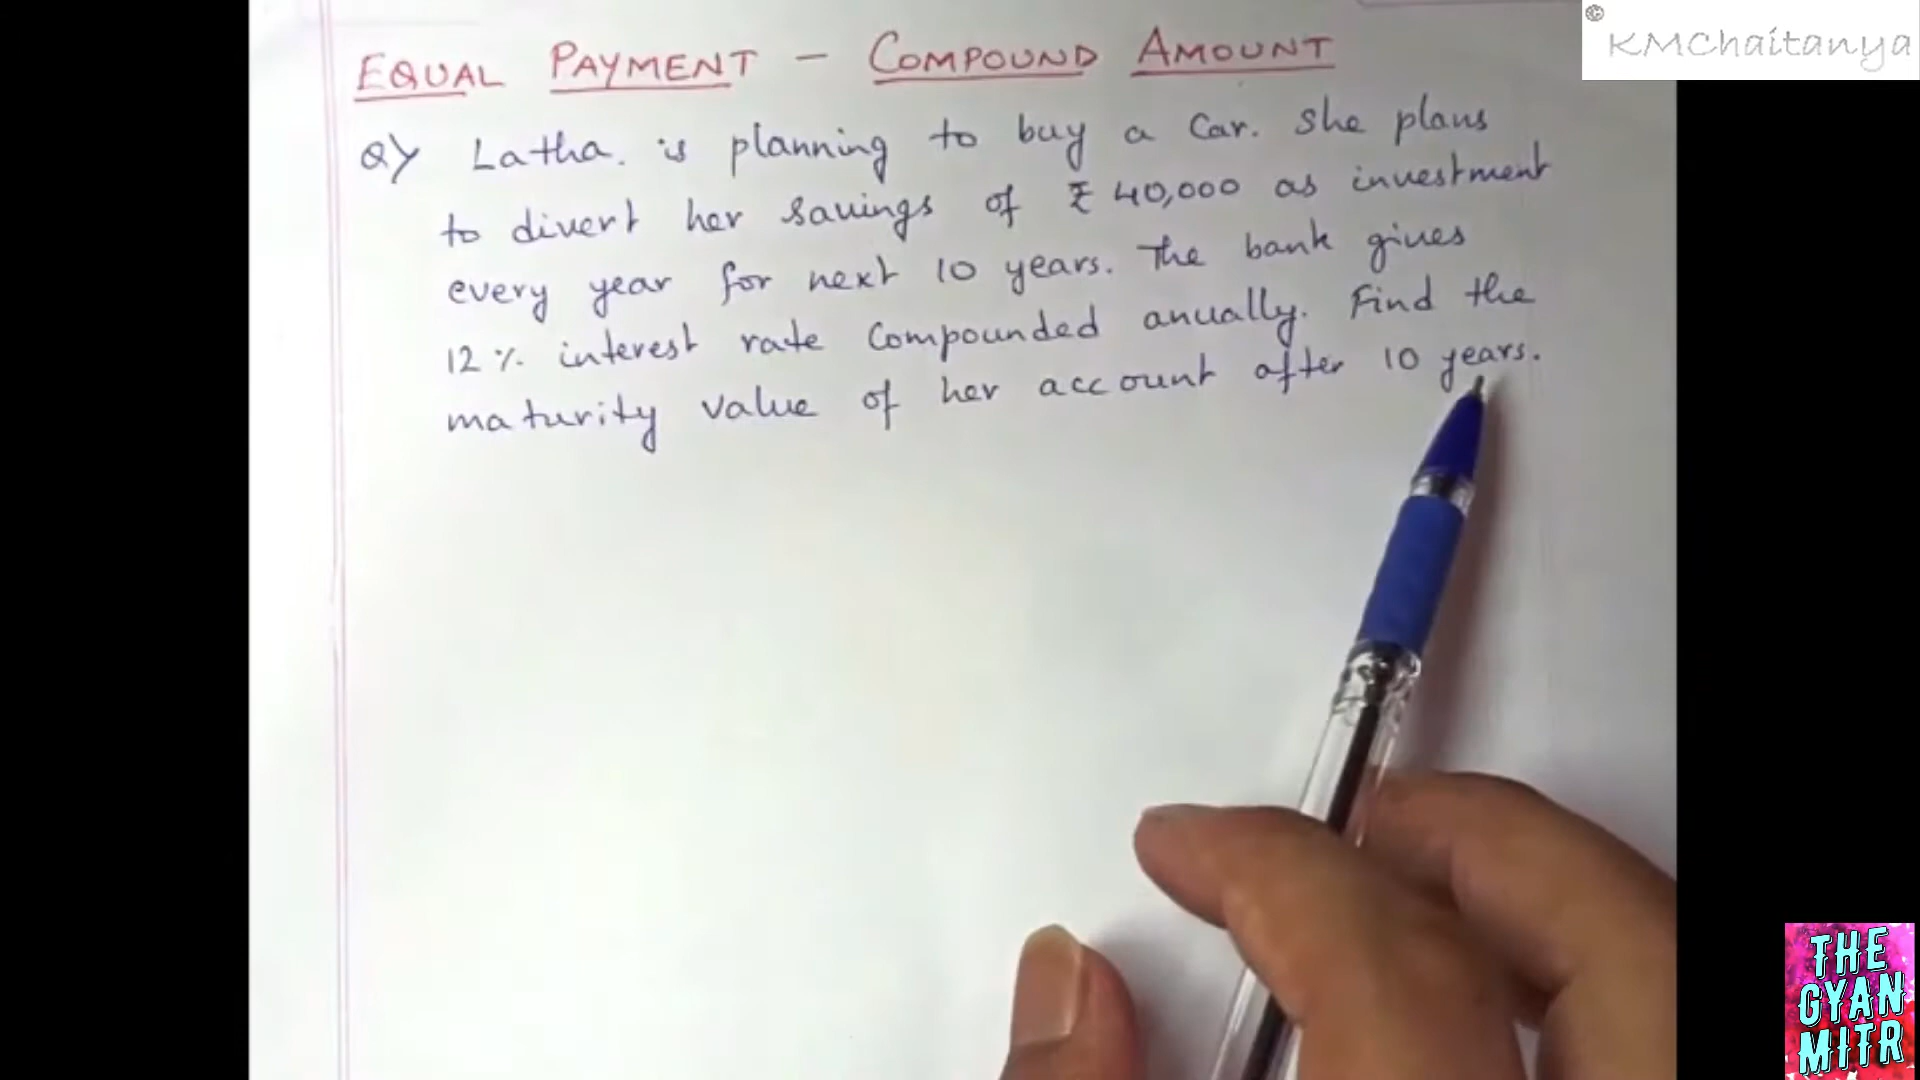 © KMChaitanya
EQUAL PAYMENT - COMPOUND AMOUNT
Q) Latha. is planning to buy a Car. She plans
to divert her savings of ₹ 40,000 as investment
every year for next 10 years. The bank gives
12% interest rate Compounded anually. Find the
maturity value of her account after 10 years.
THE
GYAN
MITR